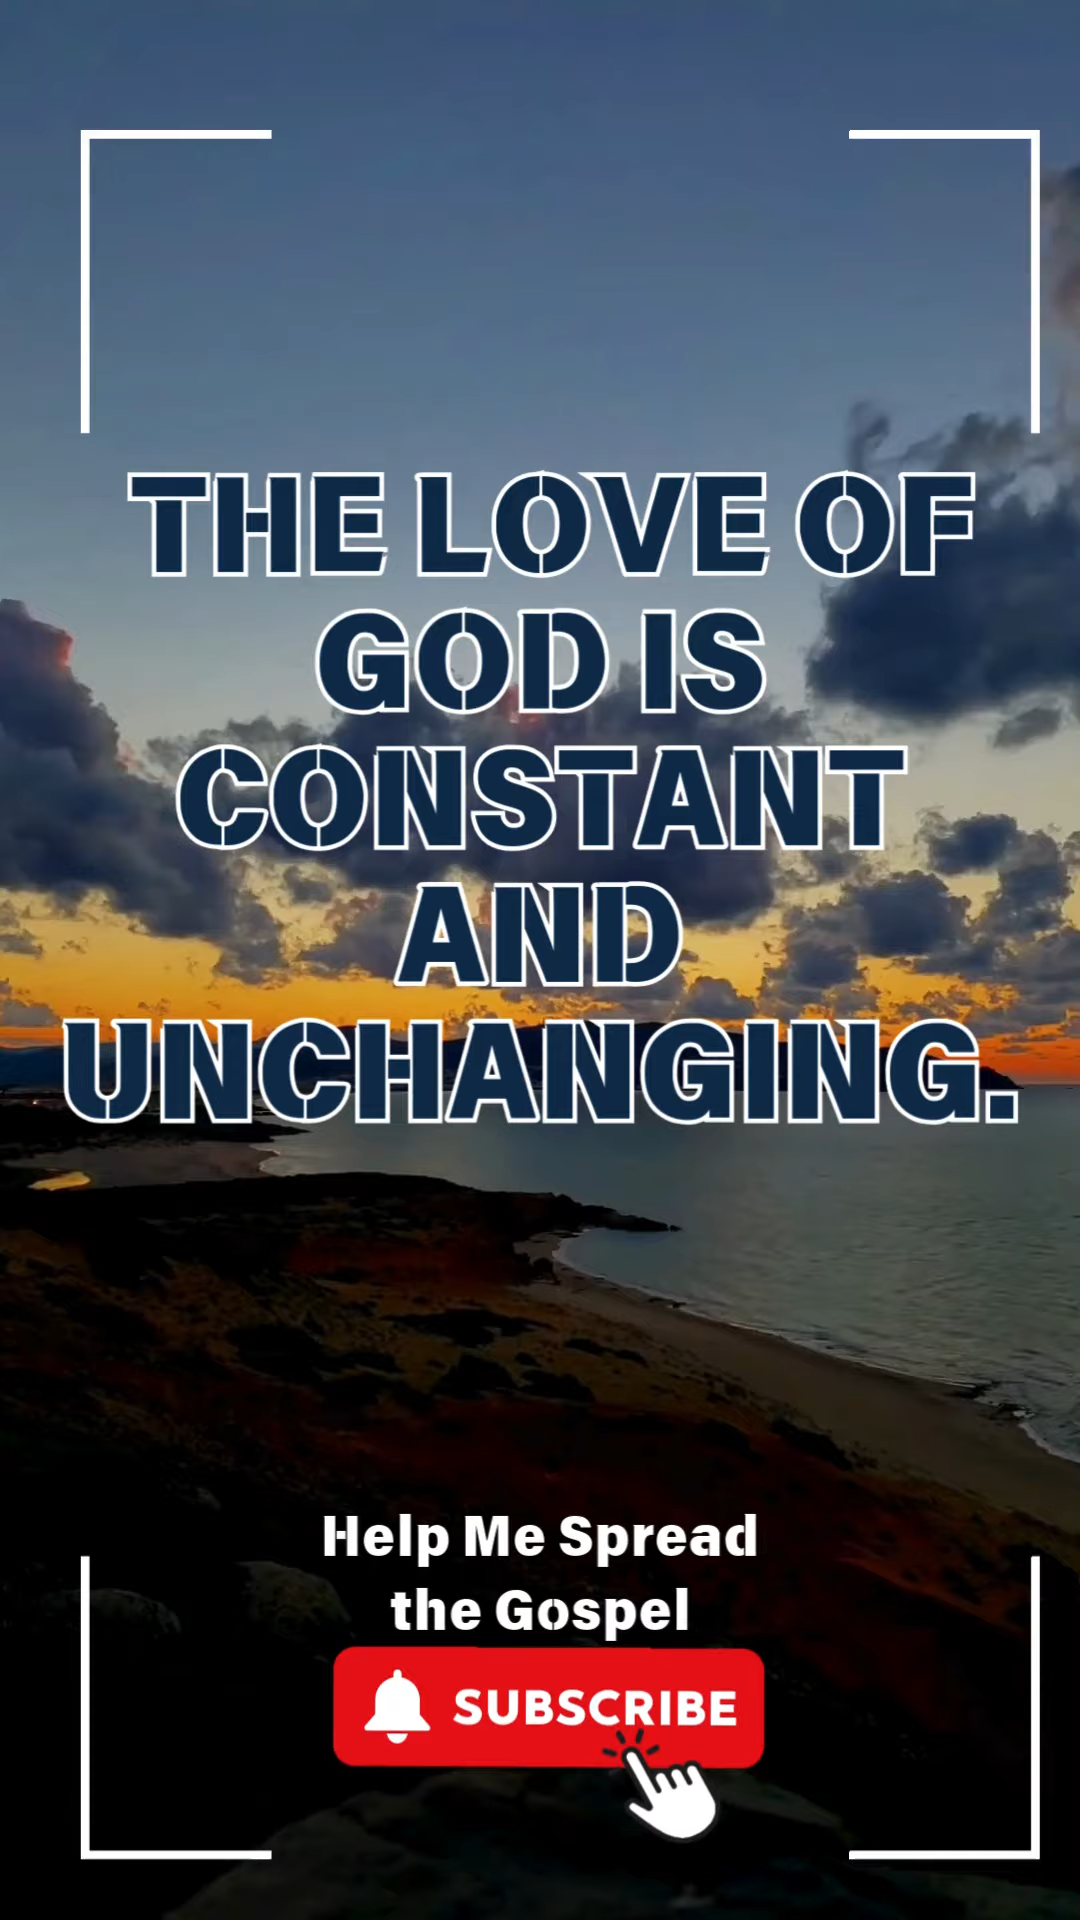 THE LOVE OF
GOD IS
CONSTANT
AND
UNCHANGING.
Help Me Spread
the Gospel
SUBSCRIBE